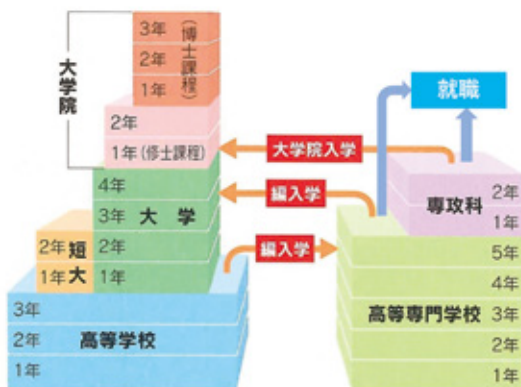 大学院
3年
2年
1年
(博士課程)
2年
1年(修士課程)
4年
3年 大学
2年
1年
2年
1年
短大
3年
2年 高等学校
1年
就職
大学院入学
編入学
編入学
2年
1年
専攻科
5年
4年
高等専門学校 3年
2年
1年